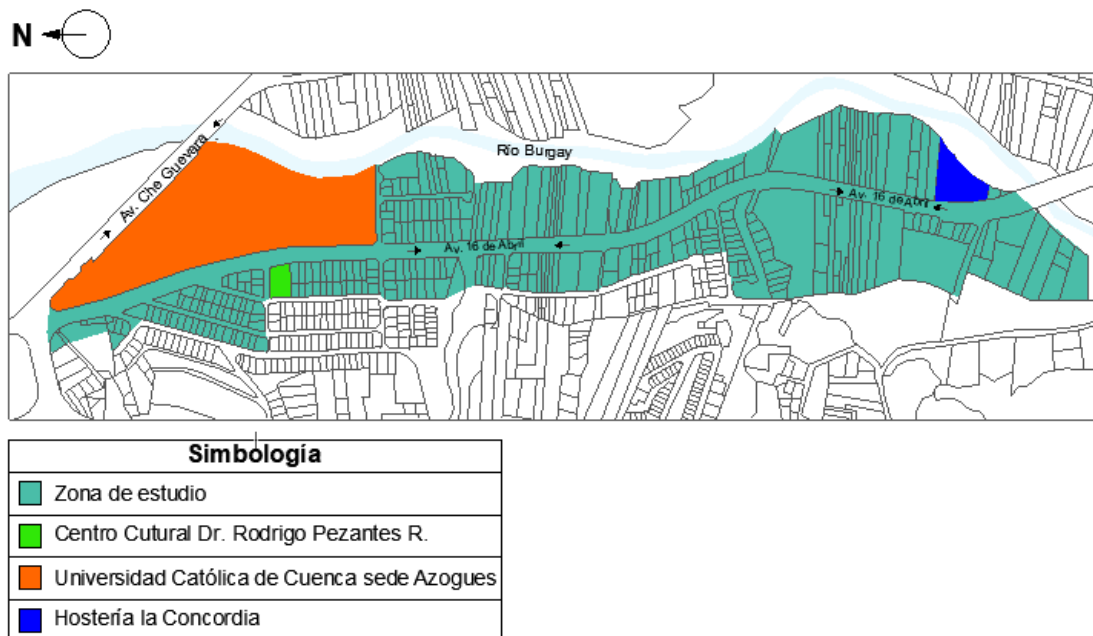 N
Av. Che Guevara
Río Burgay
Av. 16 de Abril
Av. 16 de Abril
Simbología
Zona de estudio
Centro Cutural Dr. Rodrigo Pezantes R.
Universidad Católica de Cuenca sede Azogues
Hostería la Concordia